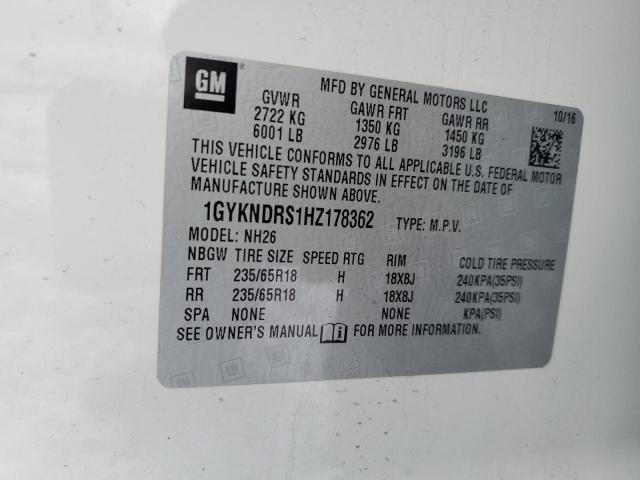 GM
MFD BY GENERAL MOTORS LLC
10/16
GVWR GAWR FRT GAWR RR
2722 KG 1350 KG 1450 KG
6001 LB 2976 LB 3196 LB
THIS VEHICLE CONFORMS TO ALL APPLICABLE U.S. FEDERAL MOTOR
VEHICLE SAFETY STANDARDS IN EFFECT ON THE DATE OF
MANUFACTURE SHOWN ABOVE.
1GYKNDRS1HZ178362 TYPE: M.P.V.
MODEL: NH26
NBGW TIRE SIZE SPEED RTG RIM COLD TIRE PRESSURE
FRT 235/65R18 H 18X8J 240KPA(35PSI)
RR 235/65R18 H 18X8J 240KPA(35PSI)
SPA NONE NONE KPA(PSI)
SEE OWNER'S MANUAL FOR MORE INFORMATION.